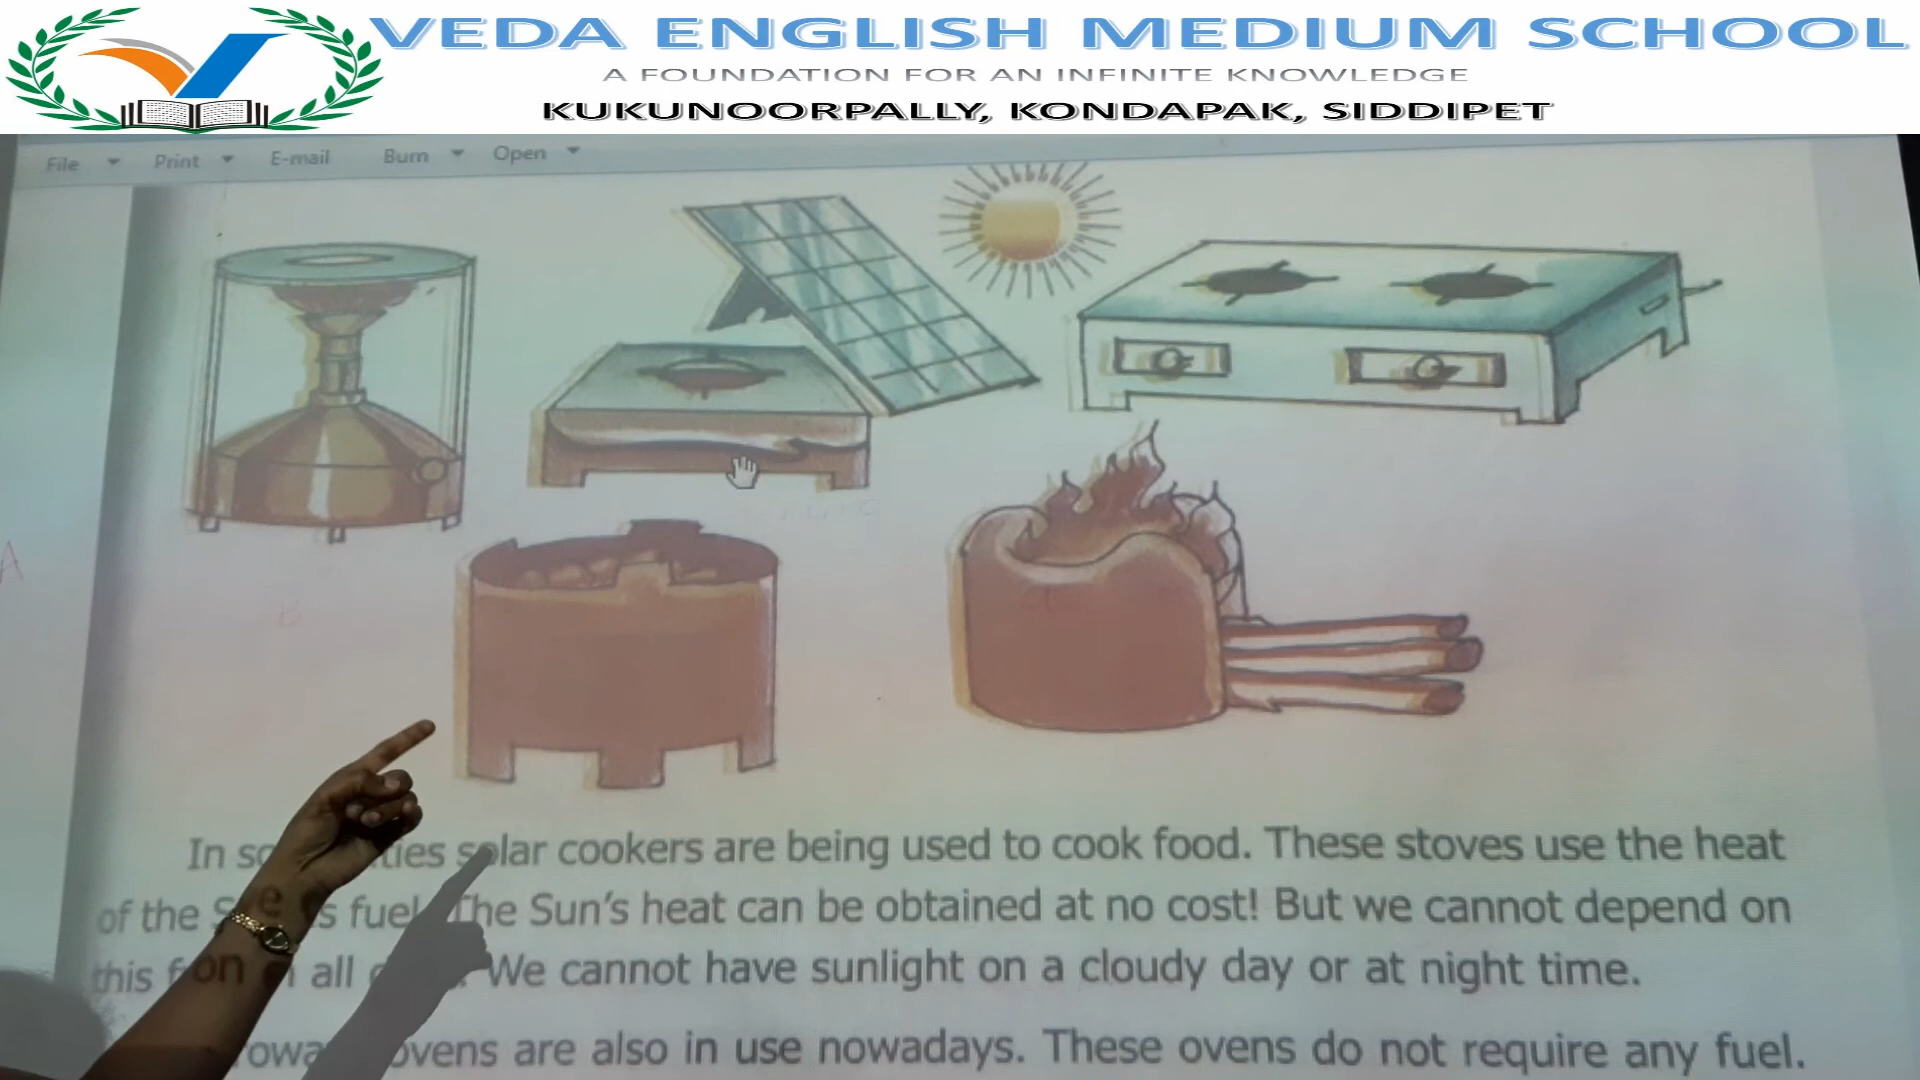 VEDA ENGLISH MEDIUM SCHOOL
A FOUNDATION FOR AN INFINITE KNOWLEDGE
KUKUNOORPALLY, KONDAPAK, SIDDIPET
File Print E-mail Burn Open
A
B
In ties solar cookers are being used to cook food. These stoves use the heat
of the fuel. The Sun's heat can be obtained at no cost! But we cannot depend on
this on all We cannot have sunlight on a cloudy day or at night time.
ovens are also in use nowadays. These ovens do not require any fuel.